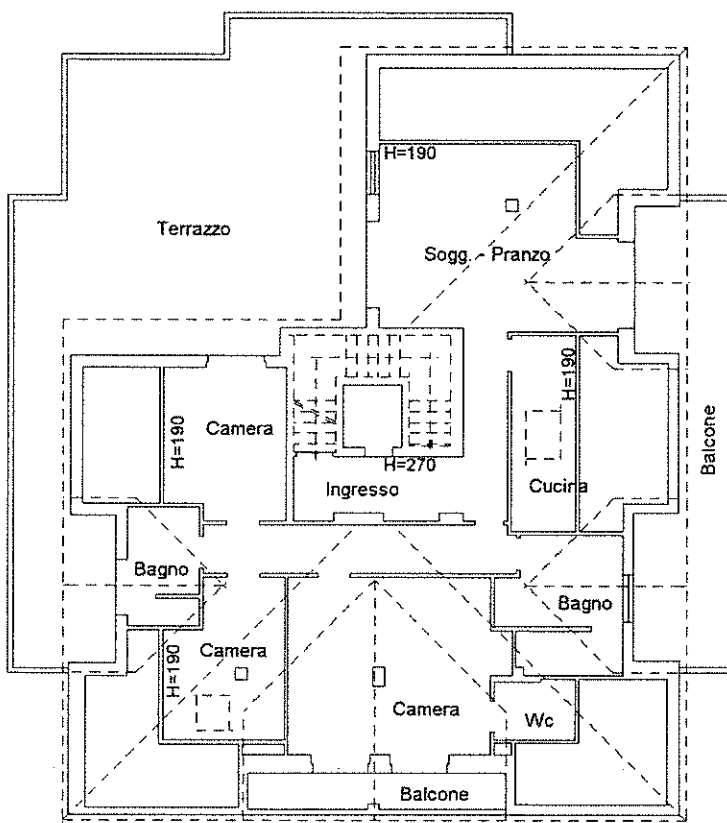 H=190
Terrazzo
Sogg. - Pranzo
H=190
Balcone
H=190
Camera
H=270
Ingresso
Cucina
Bagno
Bagno
H=190
Camera
Camera
Wc
Balcone